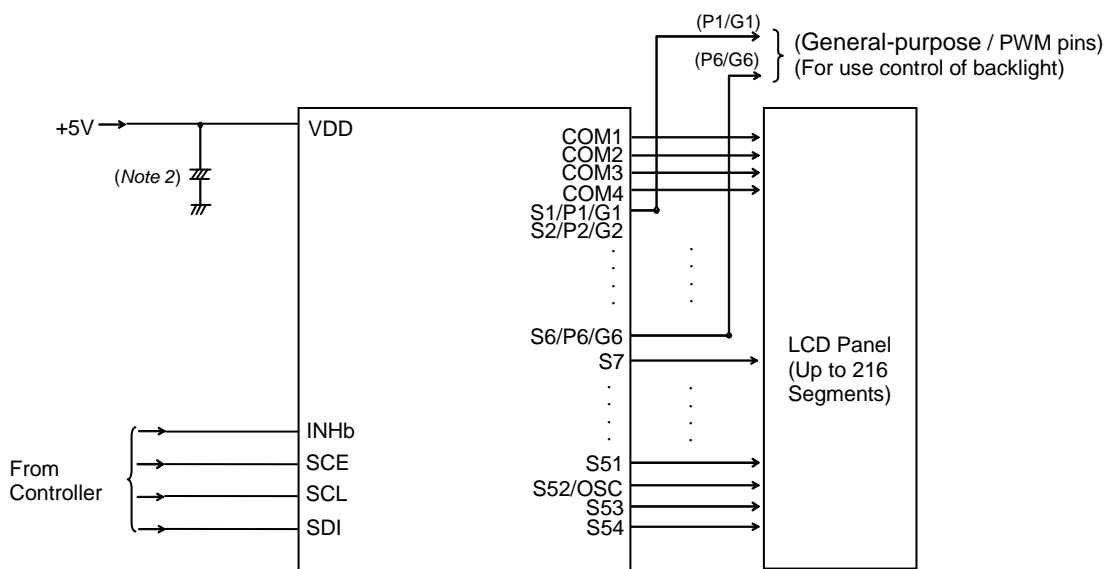 (P1/G1)
(General-purpose / PWM pins)
(P6/G6)
(For use control of backlight)
+5V
VDD
(Note 2)
COM1
COM2
COM3
COM4
S1/P1/G1
S2/P2/G2
S6/P6/G6
S7
LCD Panel
(Up to 216
Segments)
From
Controller
INHb
SCE
SCL
SDI
S51
S52/OSC
S53
S54